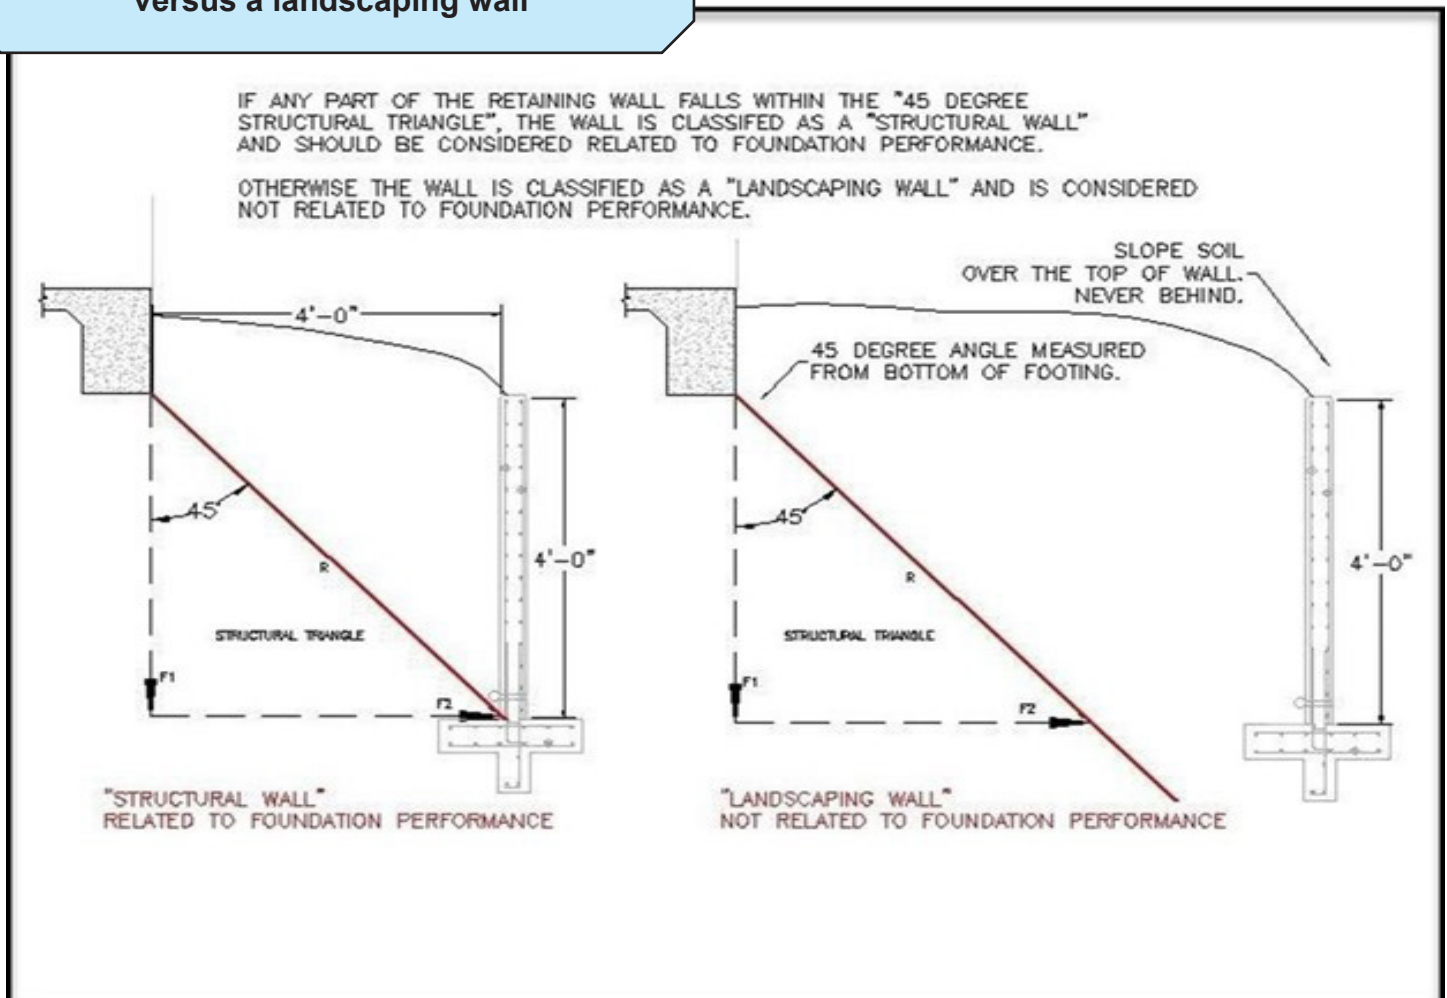 versus a landscaping wall
IF ANY PART OF THE RETAINING WALL FALLS WITHIN THE "45 DEGREE
STRUCTURAL TRIANGLE", THE WALL IS CLASSIFED AS A "STRUCTURAL WALL"
AND SHOULD BE CONSIDERED RELATED TO FOUNDATION PERFORMANCE.
OTHERWISE THE WALL IS CLASSIFIED AS A "LANDSCAPING WALL" AND IS CONSIDERED
NOT RELATED TO FOUNDATION PERFORMANCE.
4'-0"
45°
R
4'-0"
STRUCTURAL TRIANGLE
F1
F2
"STRUCTURAL WALL"
RELATED TO FOUNDATION PERFORMANCE
SLOPE SOIL
OVER THE TOP OF WALL.
NEVER BEHIND.
45 DEGREE ANGLE MEASURED
FROM BOTTOM OF FOOTING.
45°
R
4'-0"
STRUCTURAL TRIANGLE
F1
F2
"LANDSCAPING WALL"
NOT RELATED TO FOUNDATION PERFORMANCE